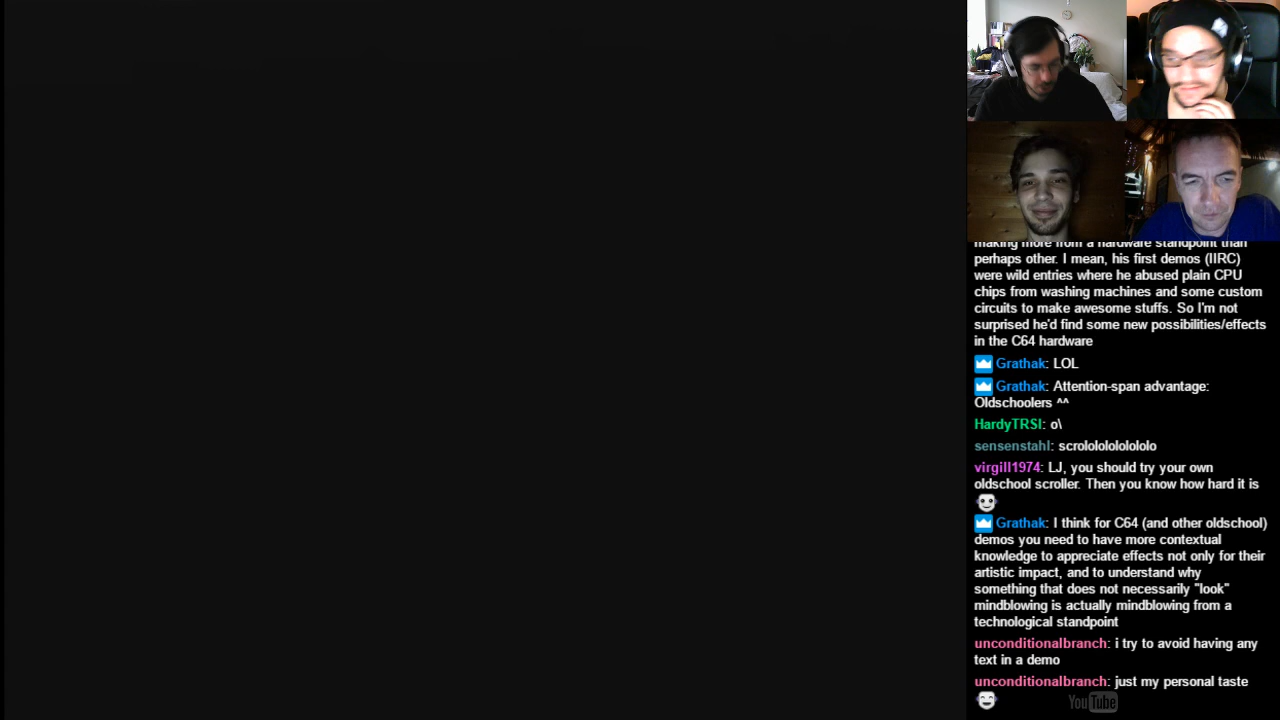 making more from a hardware standpoint than
perhaps other. I mean, his first demos (IIRC)
were wild entries where he abused plain CPU
chips from washing machines and some custom
circuits to make awesome stuffs. So I'm not
surprised he'd find some new possibilities/effects
in the C64 hardware
Grathak: LOL
Grathak: Attention-span advantage:
Oldschoolers ^^
HardyTRSI: o\
sensenstahl: scrolololololololo
virgill1974: LJ, you should try your own
oldschool scroller. Then you know how hard it is
Grathak: I think for C64 (and other oldschool)
demos you need to have more contextual
knowledge to appreciate effects not only for their
artistic impact, and to understand why
something that does not necessarily "look"
mindblowing is actually mindblowing from a
technological standpoint
unconditionalbranch: i try to avoid having any
text in a demo
unconditionalbranch: just my personal taste
YouTube